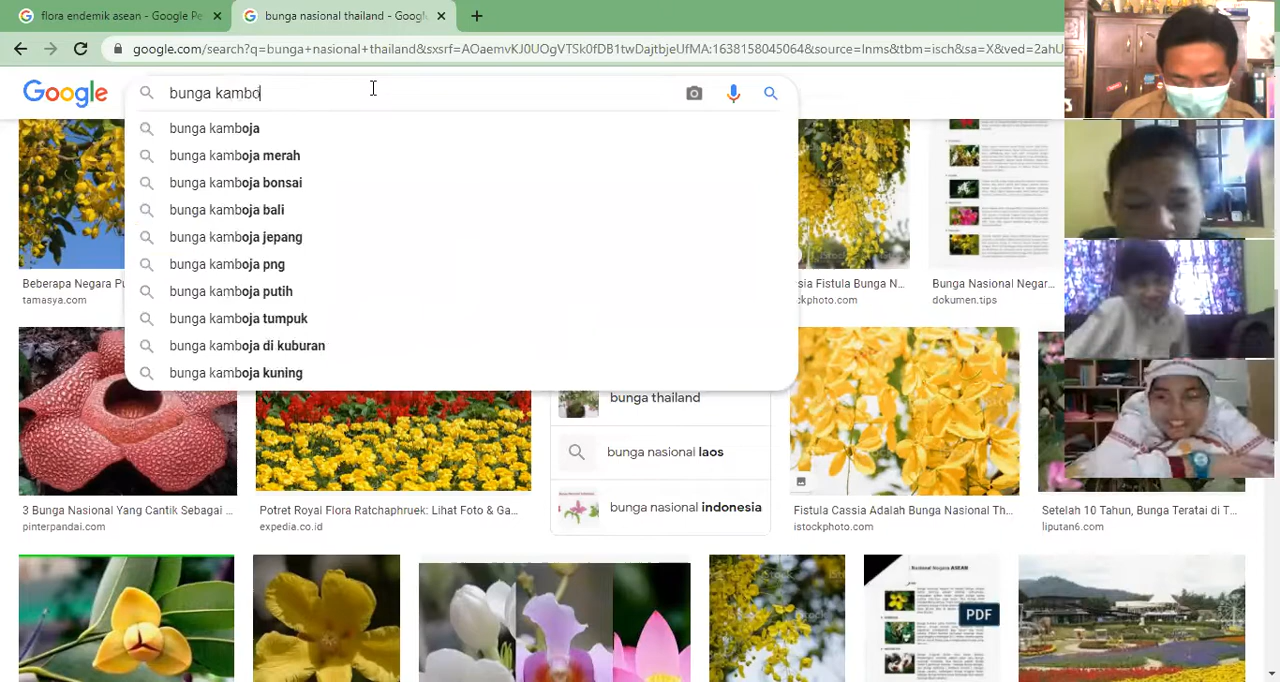 flora endemik asean - Google Pe
bunga nasional thailand - Googl
google.com/search?q=bunga+nasional+thailand&sxsrf=AOaemvKJ0UOgVTSk0fDB1twDajtbjeUfMA:1638158045064&source=lnms&tbm=isch&sa=X&ved=2ahU
Google
bunga kambo
bunga kamboja
bunga kamboja merah
bunga kamboja bonsai
bunga kamboja bali
bunga kamboja jepang
bunga kamboja png
bunga kamboja putih
bunga kamboja tumpuk
bunga kamboja di kuburan
bunga kamboja kuning
Beberapa Negara Pu
tamasya.com
sia Fistula Bunga N...
ckphoto.com
Bunga Nasional Negar...
dokumen.tips
bunga thailand
bunga nasional laos
bunga nasional indonesia
3 Bunga Nasional Yang Cantik Sebagai ...
pinterpandai.com
Potret Royal Flora Ratchaphruek: Lihat Foto & Ga...
expedia.co.id
Fistula Cassia Adalah Bunga Nasional Th...
istockphoto.com
Setelah 10 Tahun, Bunga Teratai di T...
liputan6.com
iStock
Nasional Negara ASEAN
PDF